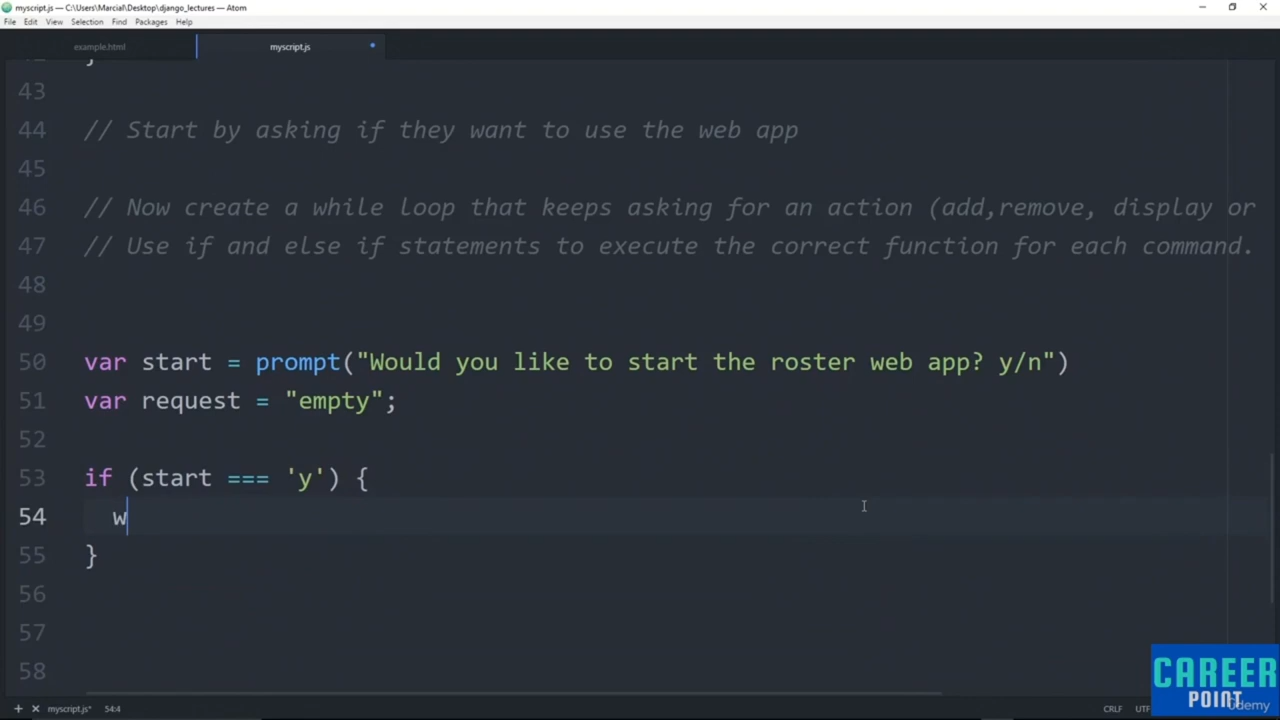 myscript.js — C:\Users\Marcial\Desktop\django_lectures — Atom
File Edit View Selection Find Packages Help
example.html myscript.js
43
44 // Start by asking if they want to use the web app
45
46 // Now create a while loop that keeps asking for an action (add,remove, display or
47 // Use if and else if statements to execute the correct function for each command.
48
49
50 var start = prompt("Would you like to start the roster web app? y/n")
51 var request = "empty";
52
53 if (start === 'y') {
54 w
55 }
56
57
58
+ × myscript.js* 54:4 CRLF UTF
CAREER
POINT
Udemy